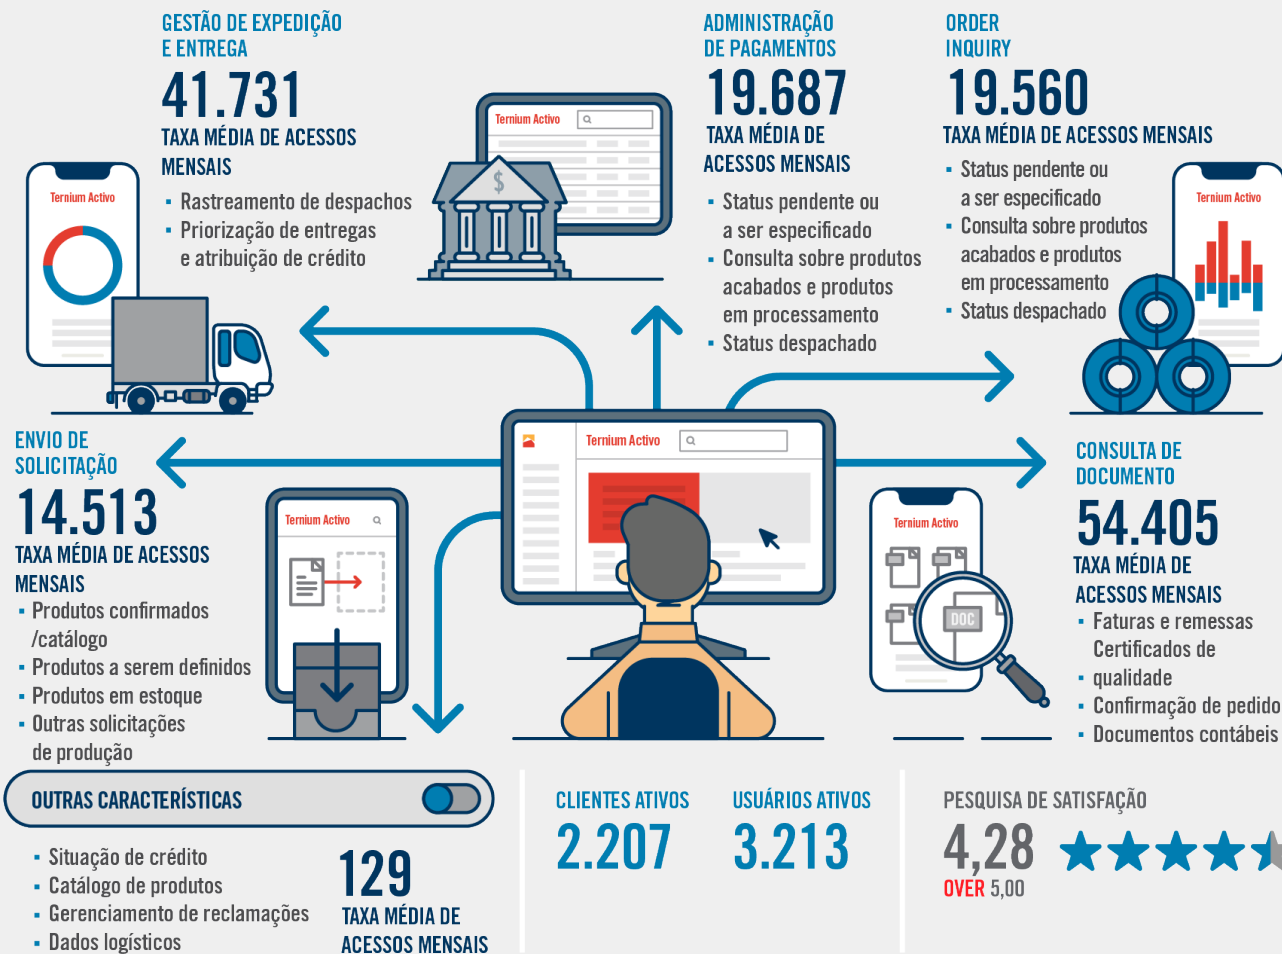 GESTÃO DE EXPEDIÇÃO
E ENTREGA
41.731
TAXA MÉDIA DE ACESSOS
MENSAIS
▪ Rastreamento de despachos
▪ Priorização de entregas
e atribuição de crédito
Ternium Activo
Ternium Activo
$
ADMINISTRAÇÃO
DE PAGAMENTOS
19.687
TAXA MÉDIA DE
ACESSOS MENSAIS
▪ Status pendente ou
a ser especificado
▪ Consulta sobre produtos
acabados e produtos
em processamento
▪ Status despachado
ORDER
INQUIRY
19.560
TAXA MÉDIA DE ACESSOS MENSAIS
▪ Status pendente ou
a ser especificado
▪ Consulta sobre produtos
acabados e produtos
em processamento
▪ Status despachado
Ternium Activo
ENVIO DE
SOLICITAÇÃO
14.513
TAXA MÉDIA DE ACESSOS
MENSAIS
▪ Produtos confirmados
/catálogo
▪ Produtos a serem definidos
▪ Produtos em estoque
▪ Outras solicitações
de produção
Ternium Activo
Ternium Activo
Ternium Activo
DOC
CONSULTA DE
DOCUMENTO
54.405
TAXA MÉDIA DE
ACESSOS MENSAIS
▪ Faturas e remessas
Certificados de
▪ qualidade
▪ Confirmação de pedido
▪ Documentos contábeis
OUTRAS CARACTERÍSTICAS
▪ Situação de crédito
▪ Catálogo de produtos
▪ Gerenciamento de reclamações
▪ Dados logísticos
129
TAXA MÉDIA DE
ACESSOS MENSAIS
CLIENTES ATIVOS
2.207
USUÁRIOS ATIVOS
3.213
PESQUISA DE SATISFAÇÃO
4,28
OVER 5,00